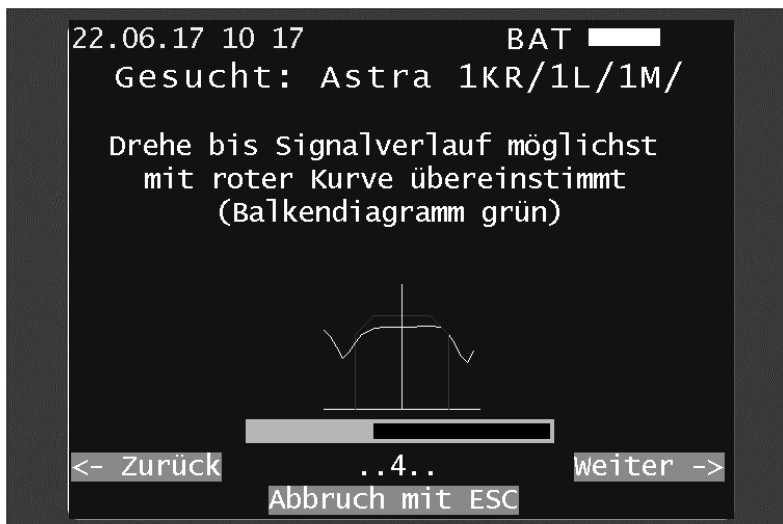 22.06.17 10 17 BAT
Gesucht: Astra 1KR/1L/1M/
Drehe bis Signalverlauf möglichst
mit roter Kurve übereinstimmt
(Balkendiagramm grün)
<- Zurück ..4.. Weiter ->
Abbruch mit ESC